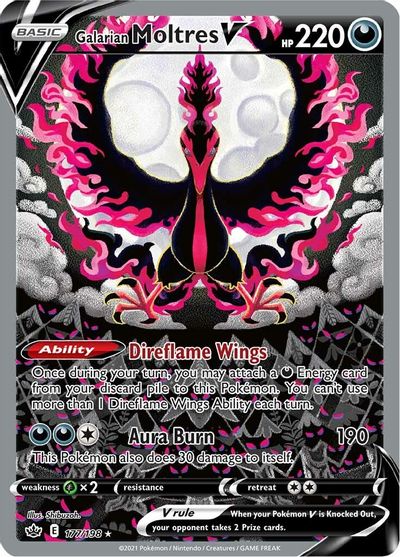 BASIC
Galarian Moltres V HP 220
Ability Direflame Wings
Once during your turn, you may attach a Energy card
from your discard pile to this Pokémon. You can't use
more than 1 Direflame Wings Ability each turn.
Aura Burn 190
This Pokémon also does 30 damage to itself.
weakness ×2 resistance retreat
Illus. Shibuzoh.
E 177/198 ★
V rule When your Pokémon V is Knocked Out,
your opponent takes 2 Prize cards.
©2021 Pokémon / Nintendo / Creatures / GAME FREAK